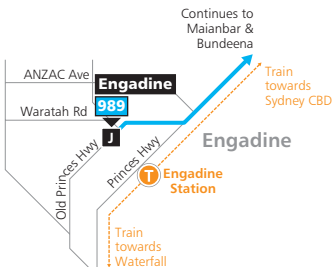 Continues to
Maianbar &
Bundeena
ANZAC Ave
Engadine
989
Waratah Rd
J
Train
towards
Sydney CBD
Engadine
Old Princes Hwy
Princes Hwy
T
Engadine
Station
Train
towards
Waterfall